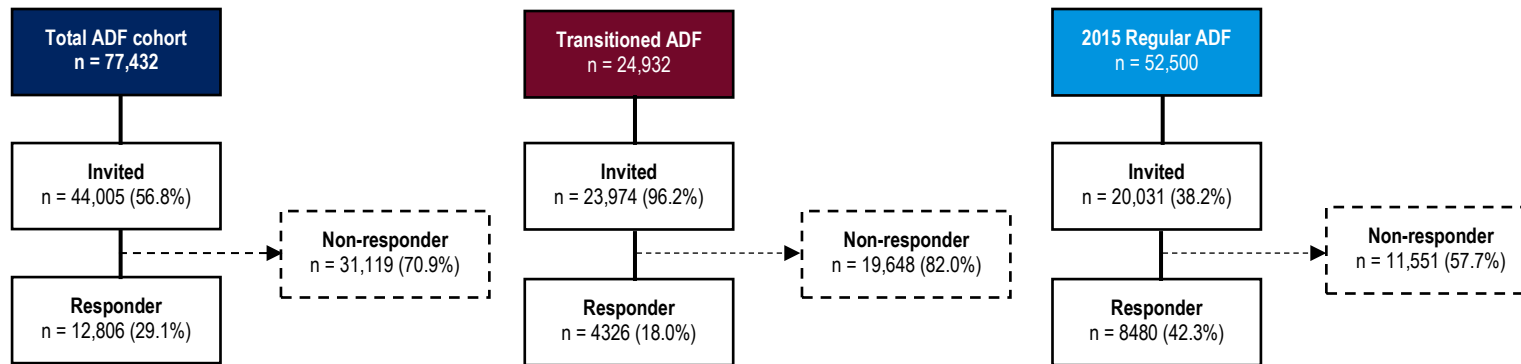 Total ADF cohort
n = 77,432
Invited
n = 44,005 (56.8%)
Non-responder
n = 31,119 (70.9%)
Responder
n = 12,806 (29.1%)
Transitioned ADF
n = 24,932
Invited
n = 23,974 (96.2%)
Non-responder
n = 19,648 (82.0%)
Responder
n = 4326 (18.0%)
2015 Regular ADF
n = 52,500
Invited
n = 20,031 (38.2%)
Non-responder
n = 11,551 (57.7%)
Responder
n = 8480 (42.3%)